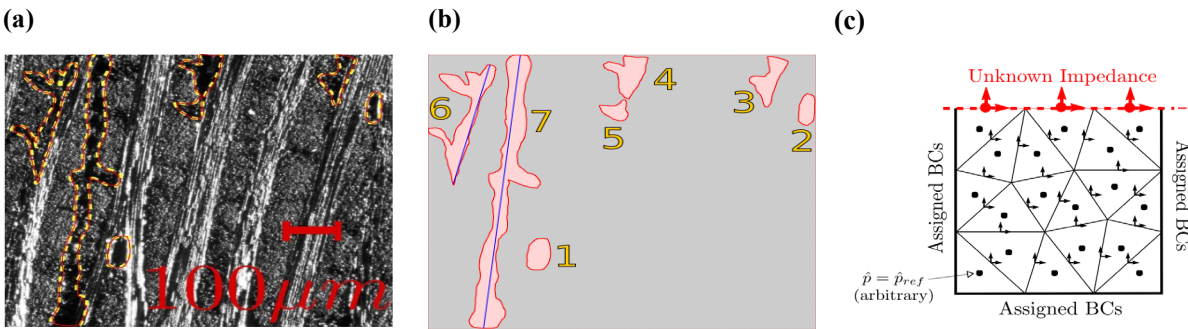 (a)
100μm
(b)
6
7
4
5
3
2
1
(c)
Unknown Impedance
Assigned BCs
Assigned BCs
p̂ = p̂ref
(arbitrary)
Assigned BCs